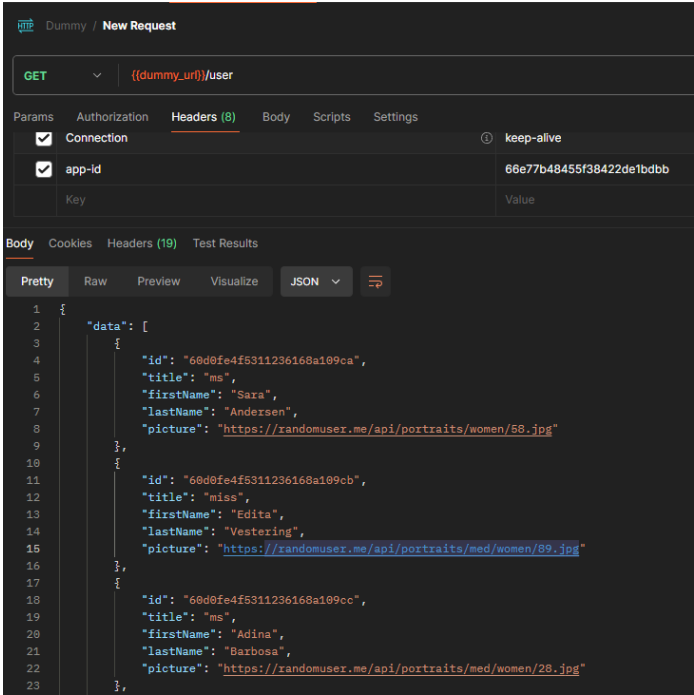 HTTP Dummy / New Request
GET {{dummy_url}}/user
Params Authorization Headers (8) Body Scripts Settings
Connection keep-alive
app-id 66e77b48455f38422de1bdbb
Key Value
Body Cookies Headers (19) Test Results
Pretty Raw Preview Visualize JSON
1 {
2 "data": [
3 {
4 "id": "60d0fe4f5311236168a109ca",
5 "title": "ms",
6 "firstName": "Sara",
7 "lastName": "Andersen",
8 "picture": "https://randomuser.me/api/portraits/women/58.jpg"
9 },
10 {
11 "id": "60d0fe4f5311236168a109cb",
12 "title": "miss",
13 "firstName": "Edita",
14 "lastName": "Vestering",
15 "picture": "https://randomuser.me/api/portraits/med/women/89.jpg"
16 },
17 {
18 "id": "60d0fe4f5311236168a109cc",
19 "title": "ms",
20 "firstName": "Adina",
21 "lastName": "Barbosa",
22 "picture": "https://randomuser.me/api/portraits/med/women/28.jpg"
23 },